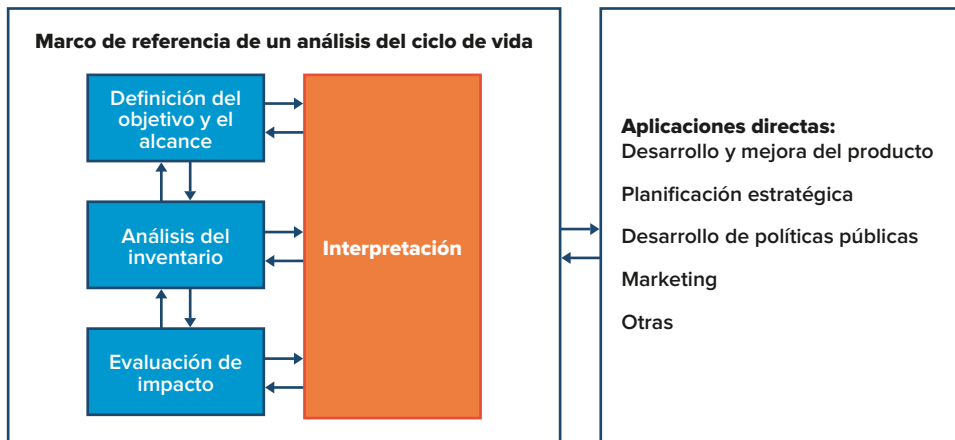 Marco de referencia de un análisis del ciclo de vida
Definición del
objetivo y el
alcance
Análisis del
inventario
Evaluación de
impacto
Interpretación
Aplicaciones directas:
Desarrollo y mejora del producto
Planificación estratégica
Desarrollo de políticas públicas
Marketing
Otras